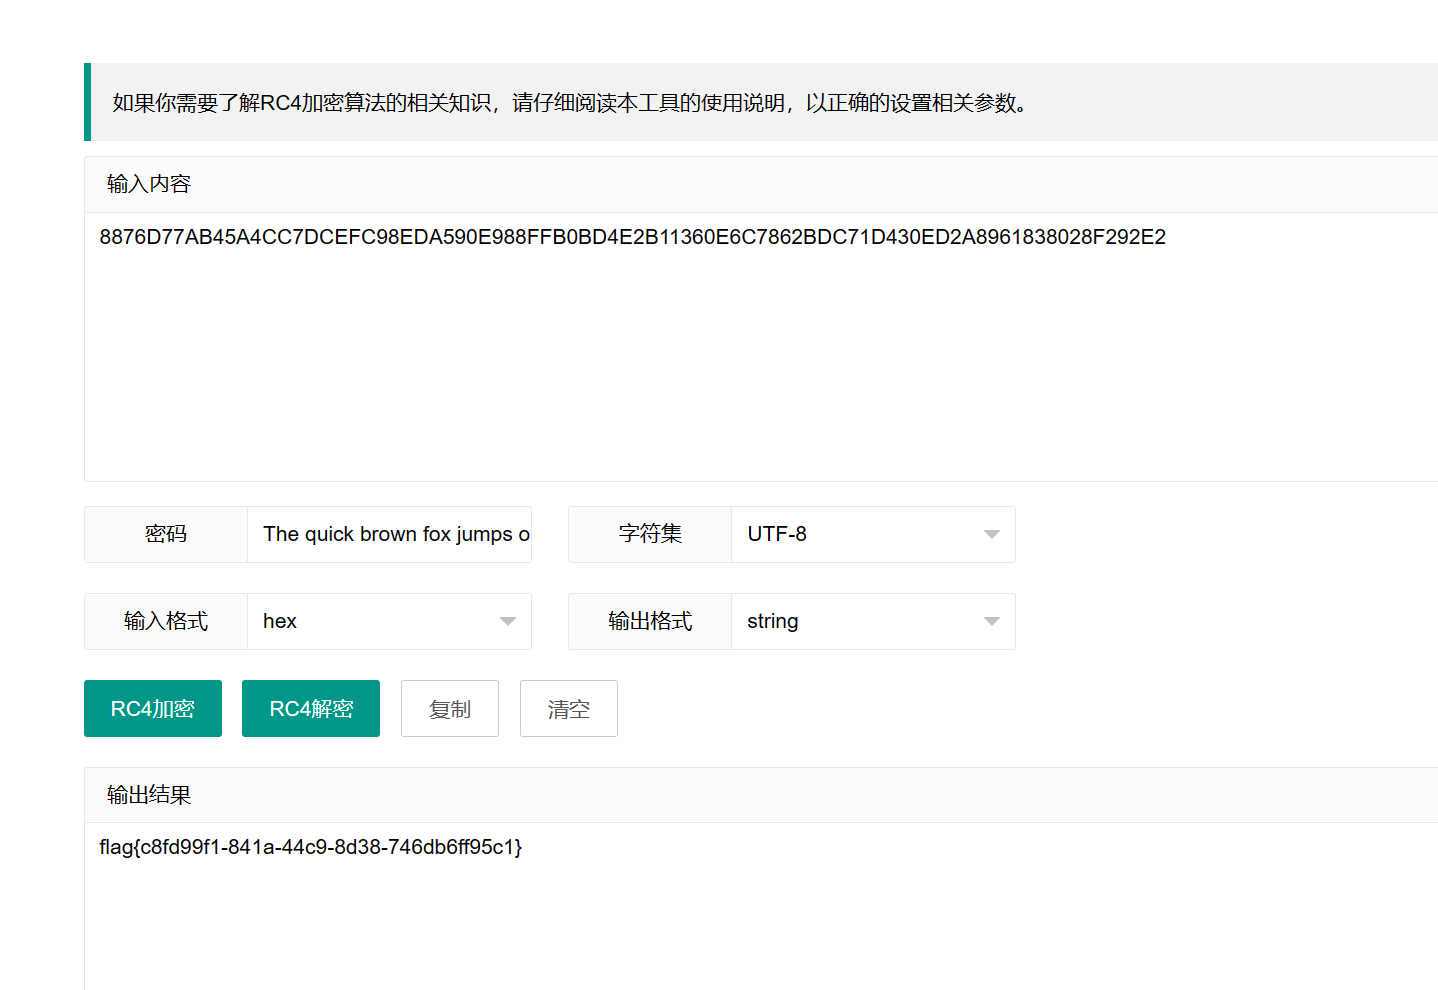 如果你需要了解RC4加密算法的相关知识，请仔细阅读本工具的使用说明，以正确的设置相关参数。
输入内容
8876D77AB45A4CC7DCEFC98EDA590E988FFB0BD4E2B11360E6C7862BDC71D430ED2A8961838028F292E2
密码 The quick brown fox jumps o 字符集 UTF-8
输入格式 hex 输出格式 string
RC4加密 RC4解密 复制 清空
输出结果
flag{c8fd99f1-841a-44c9-8d38-746db6ff95c1}